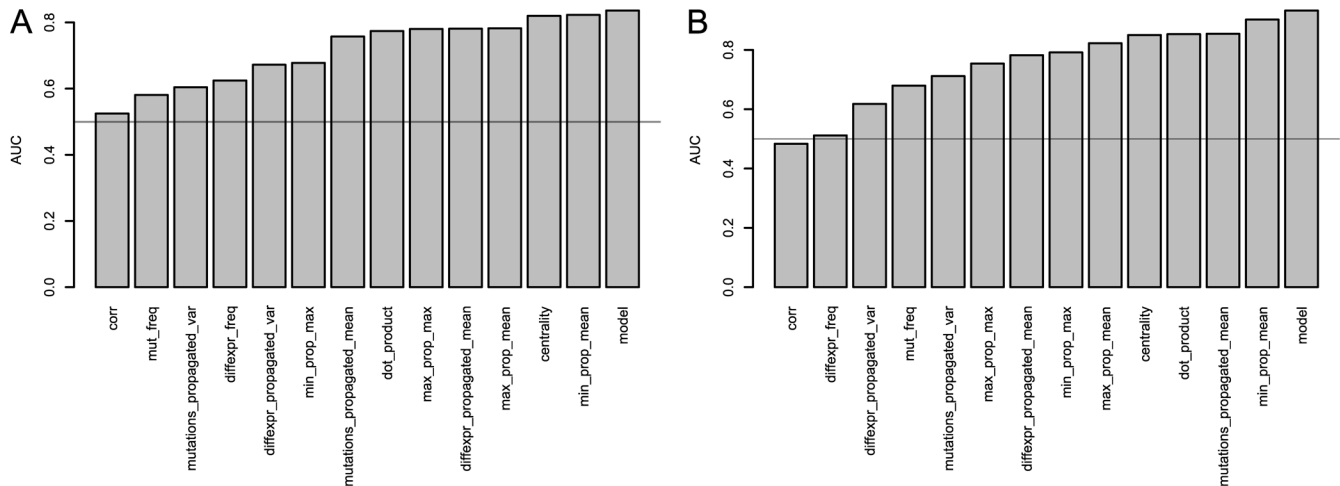 A
AUC
0.8
0.6
0.4
0.2
0.0
corr
mut_freq
mutations_propagated_var
diffexpr_freq
diffexpr_propagated_var
min_prop_max
mutations_propagated_mean
dot_product
max_prop_max
diffexpr_propagated_mean
max_prop_mean
centrality
min_prop_mean
model
B
AUC
0.8
0.6
0.4
0.2
0.0
corr
diffexpr_freq
diffexpr_propagated_var
mut_freq
mutations_propagated_var
max_prop_max
diffexpr_propagated_mean
min_prop_max
max_prop_mean
centrality
dot_product
mutations_propagated_mean
min_prop_mean
model